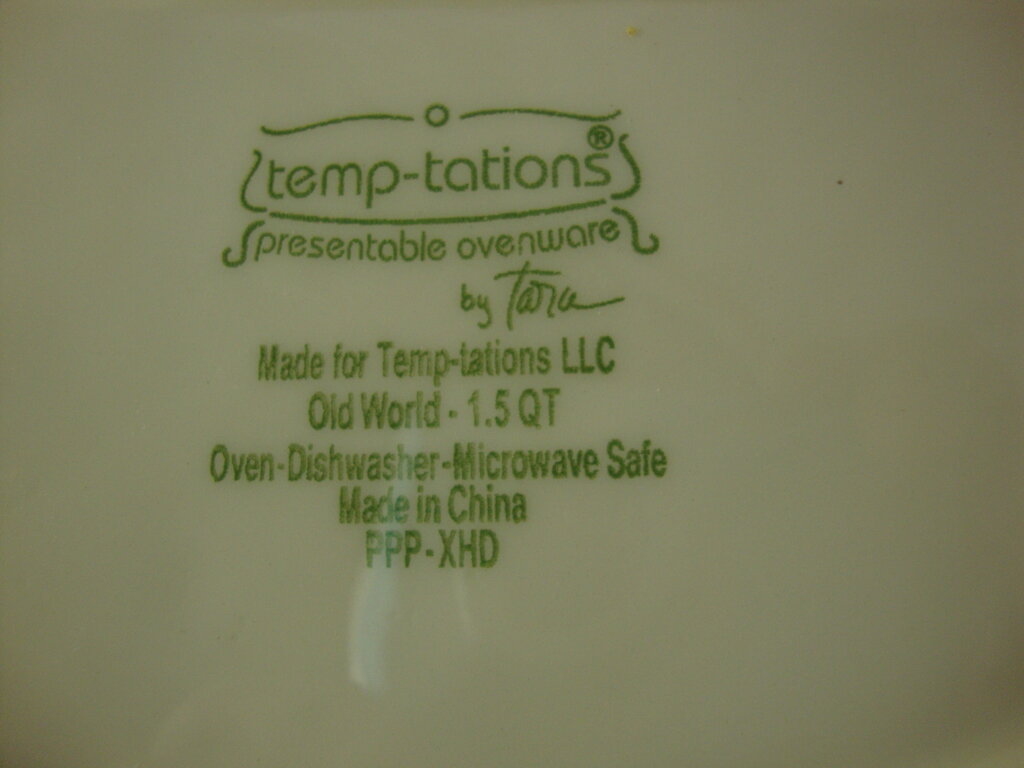 temp-tations®
presentable ovenware
by Tara
Made for Temp-tations LLC
Old World - 1.5 QT
Oven-Dishwasher-Microwave Safe
Made in China
PPP-XHD